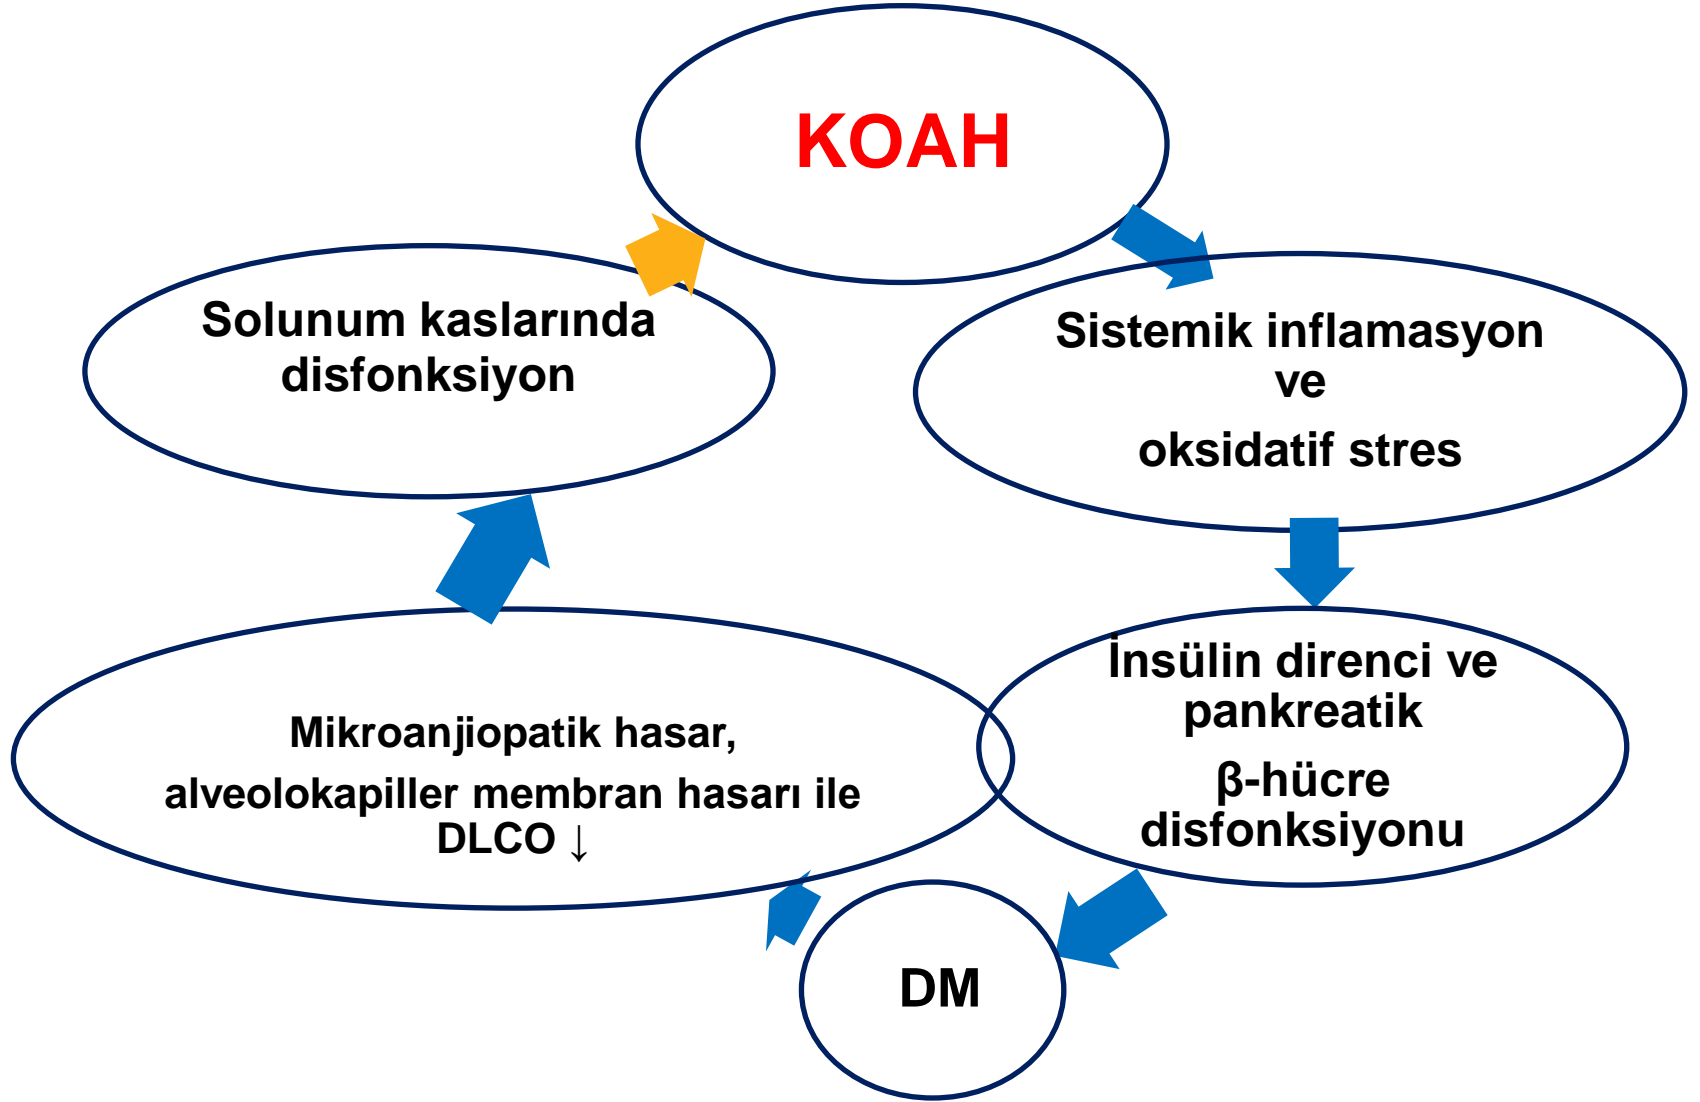 KOAH
Solunum kaslarında
disfonksiyon
Sistemik inflamasyon
ve
oksidatif stres
İnsülin direnci ve
pankreatik
β-hücre
disfonksiyonu
Mikroanjiopatik hasar,
alveolokapiller membran hasarı ile
DLCO ↓
DM